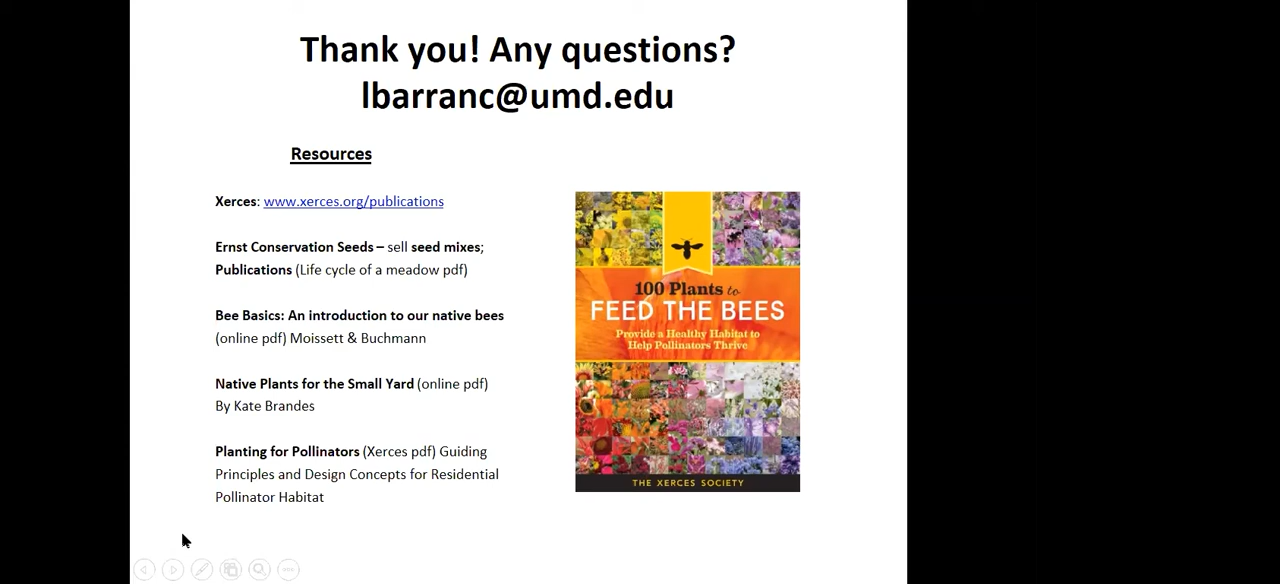 Thank you! Any questions?
lbarranc@umd.edu
Resources
Xerces: www.xerces.org/publications
Ernst Conservation Seeds – sell seed mixes;
Publications (Life cycle of a meadow pdf)
Bee Basics: An introduction to our native bees
(online pdf) Moissett & Buchmann
Native Plants for the Small Yard (online pdf)
By Kate Brandes
Planting for Pollinators (Xerces pdf) Guiding
Principles and Design Concepts for Residential
Pollinator Habitat
100 Plants to
FEED THE BEES
Provide a Healthy Habitat to
Help Pollinators Thrive
THE XERCES SOCIETY